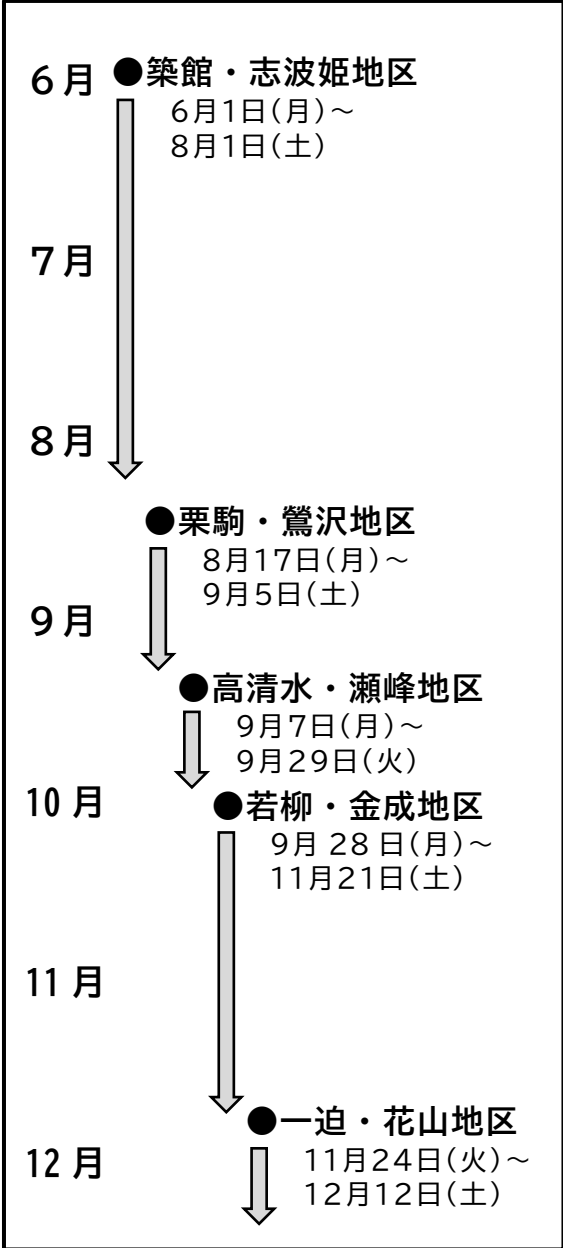 6月 ●築館・志波姫地区
6月1日(月)～
8月1日(土)
7月
8月
●栗駒・鶯沢地区
8月17日(月)～
9月5日(土)
9月
●高清水・瀬峰地区
9月7日(月)～
9月29日(火)
10月 ●若柳・金成地区
9月 28 日(月)～
11月21日(土)
11月
●一迫・花山地区
12月 11月24日(火)～
12月12日(土)